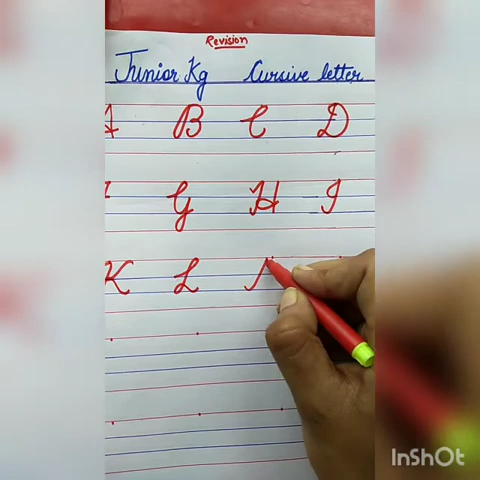 Revision
Junior Kg Cursive letter
A B C D
G H I
K L
InShOt